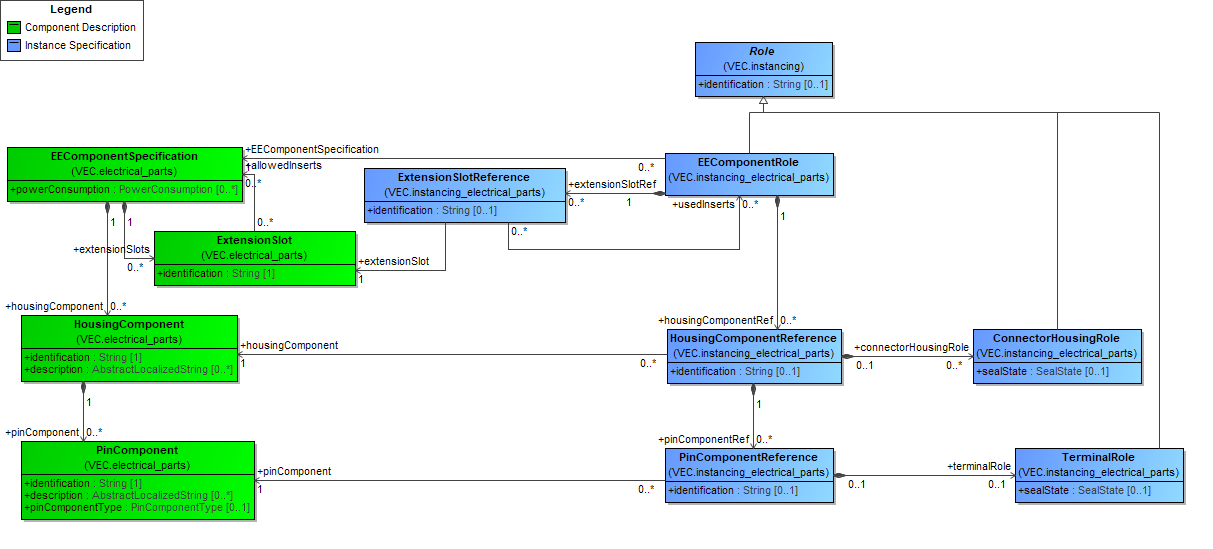 Legend
Component Description
Instance Specification
Role
(VEC.instancing)
+identification : String [0..1]
EEComponentSpecification
(VEC.electrical_parts)
+powerConsumption : PowerConsumption [0..*]
+EEComponentSpecification
1
0..*
+allowedInserts
0..*
0..*
ExtensionSlotReference
(VEC.instancing_electrical_parts)
+identification : String [0..1]
+extensionSlotRef
0..*
1
EEComponentRole
(VEC.instancing_electrical_parts)
+usedInserts
0..*
0..*
1
1
1
+extensionSlots
0..*
ExtensionSlot
(VEC.electrical_parts)
+identification : String [1]
+extensionSlot
1
+housingComponent
0..*
+housingComponentRef
0..*
HousingComponent
(VEC.electrical_parts)
+identification : String [1]
+description : AbstractLocalizedString [0..*]
+housingComponent
1
0..*
HousingComponentReference
(VEC.instancing_electrical_parts)
+identification : String [0..1]
+connectorHousingRole
0..1
0..*
ConnectorHousingRole
(VEC.instancing_electrical_parts)
+sealState : SealState [0..1]
1
1
+pinComponent
0..*
+pinComponentRef
0..*
PinComponent
(VEC.electrical_parts)
+identification : String [1]
+description : AbstractLocalizedString [0..*]
+pinComponentType : PinComponentType [0..1]
+pinComponent
1
0..*
PinComponentReference
(VEC.instancing_electrical_parts)
+identification : String [0..1]
+terminalRole
0..1
0..1
TerminalRole
(VEC.instancing_electrical_parts)
+sealState : SealState [0..1]